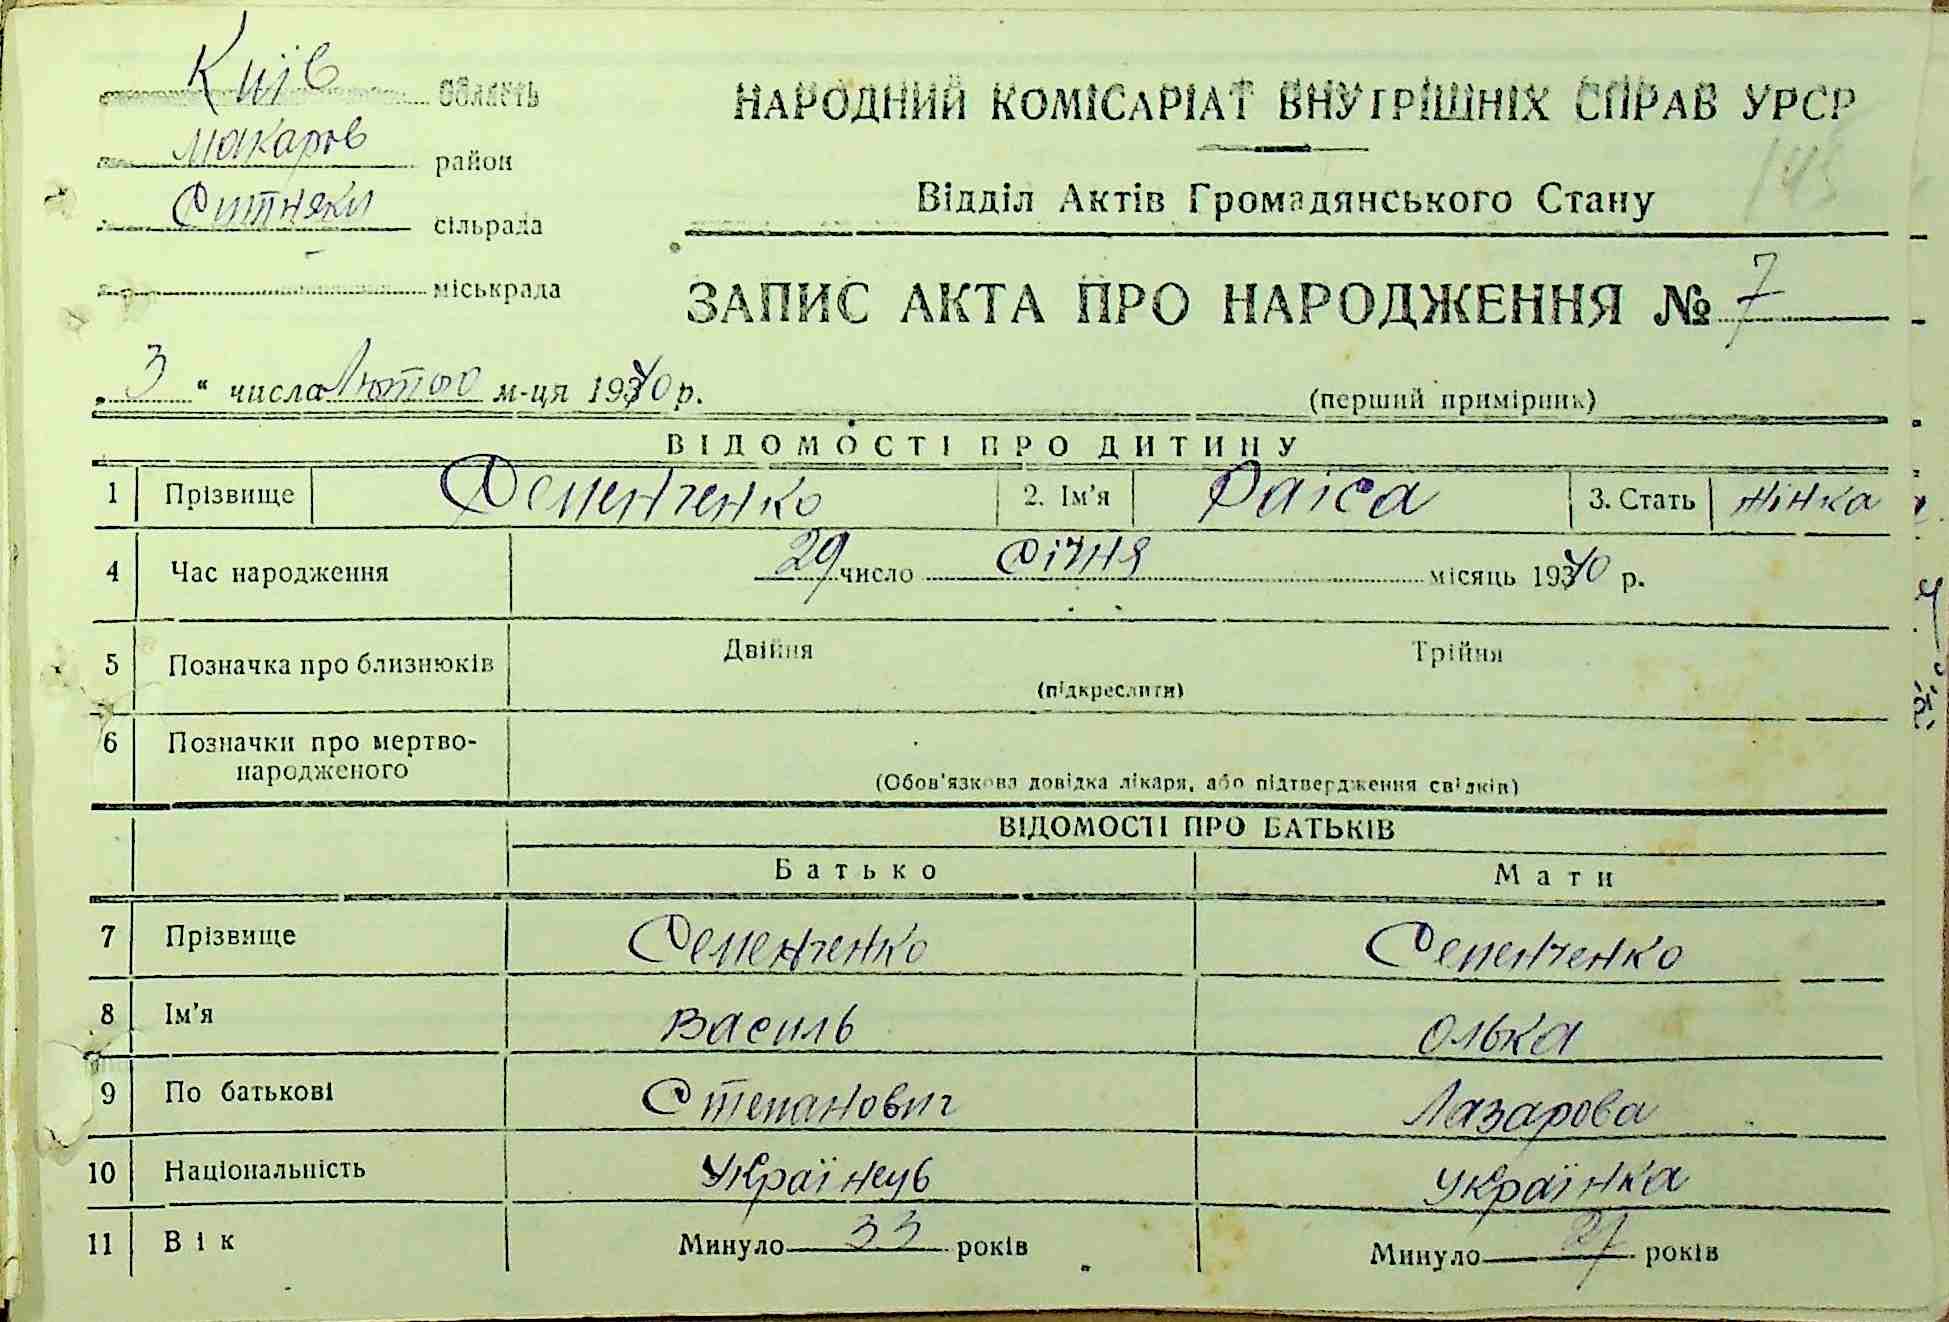 Київ область
Макаров район
Ситняки сільрада
міськрада
НАРОДНИЙ КОМІСАРІАТ ВНУТРІШНІХ СПРАВ УРСР
Відділ Актів Громадянського Стану
ЗАПИС АКТА ПРО НАРОДЖЕННЯ № 7
„3“ числа Лютого м-ця 1940 р.
(перший примірник)
ВІДОМОСТІ ПРО ДИТИНУ
1 Прізвище Семенченко 2. Ім'я Раіса 3. Стать жінка
4 Час народження 29 число Січня місяць 1940 р.
5 Позначка про близнюків Двійня Трійня
(підкреслити)
6 Позначки про мертво-
народженого
(Обов'язкова довідка лікаря, або підтвердження свідків)
ВІДОМОСТІ ПРО БАТЬКІВ
Батько Мати
7 Прізвище Семенченко Семенченко
8 Ім'я Василь Олька
9 По батькові Степанович Лазарова
10 Національність Українець Українка
11 Вік Минуло 33 років Минуло 27 років